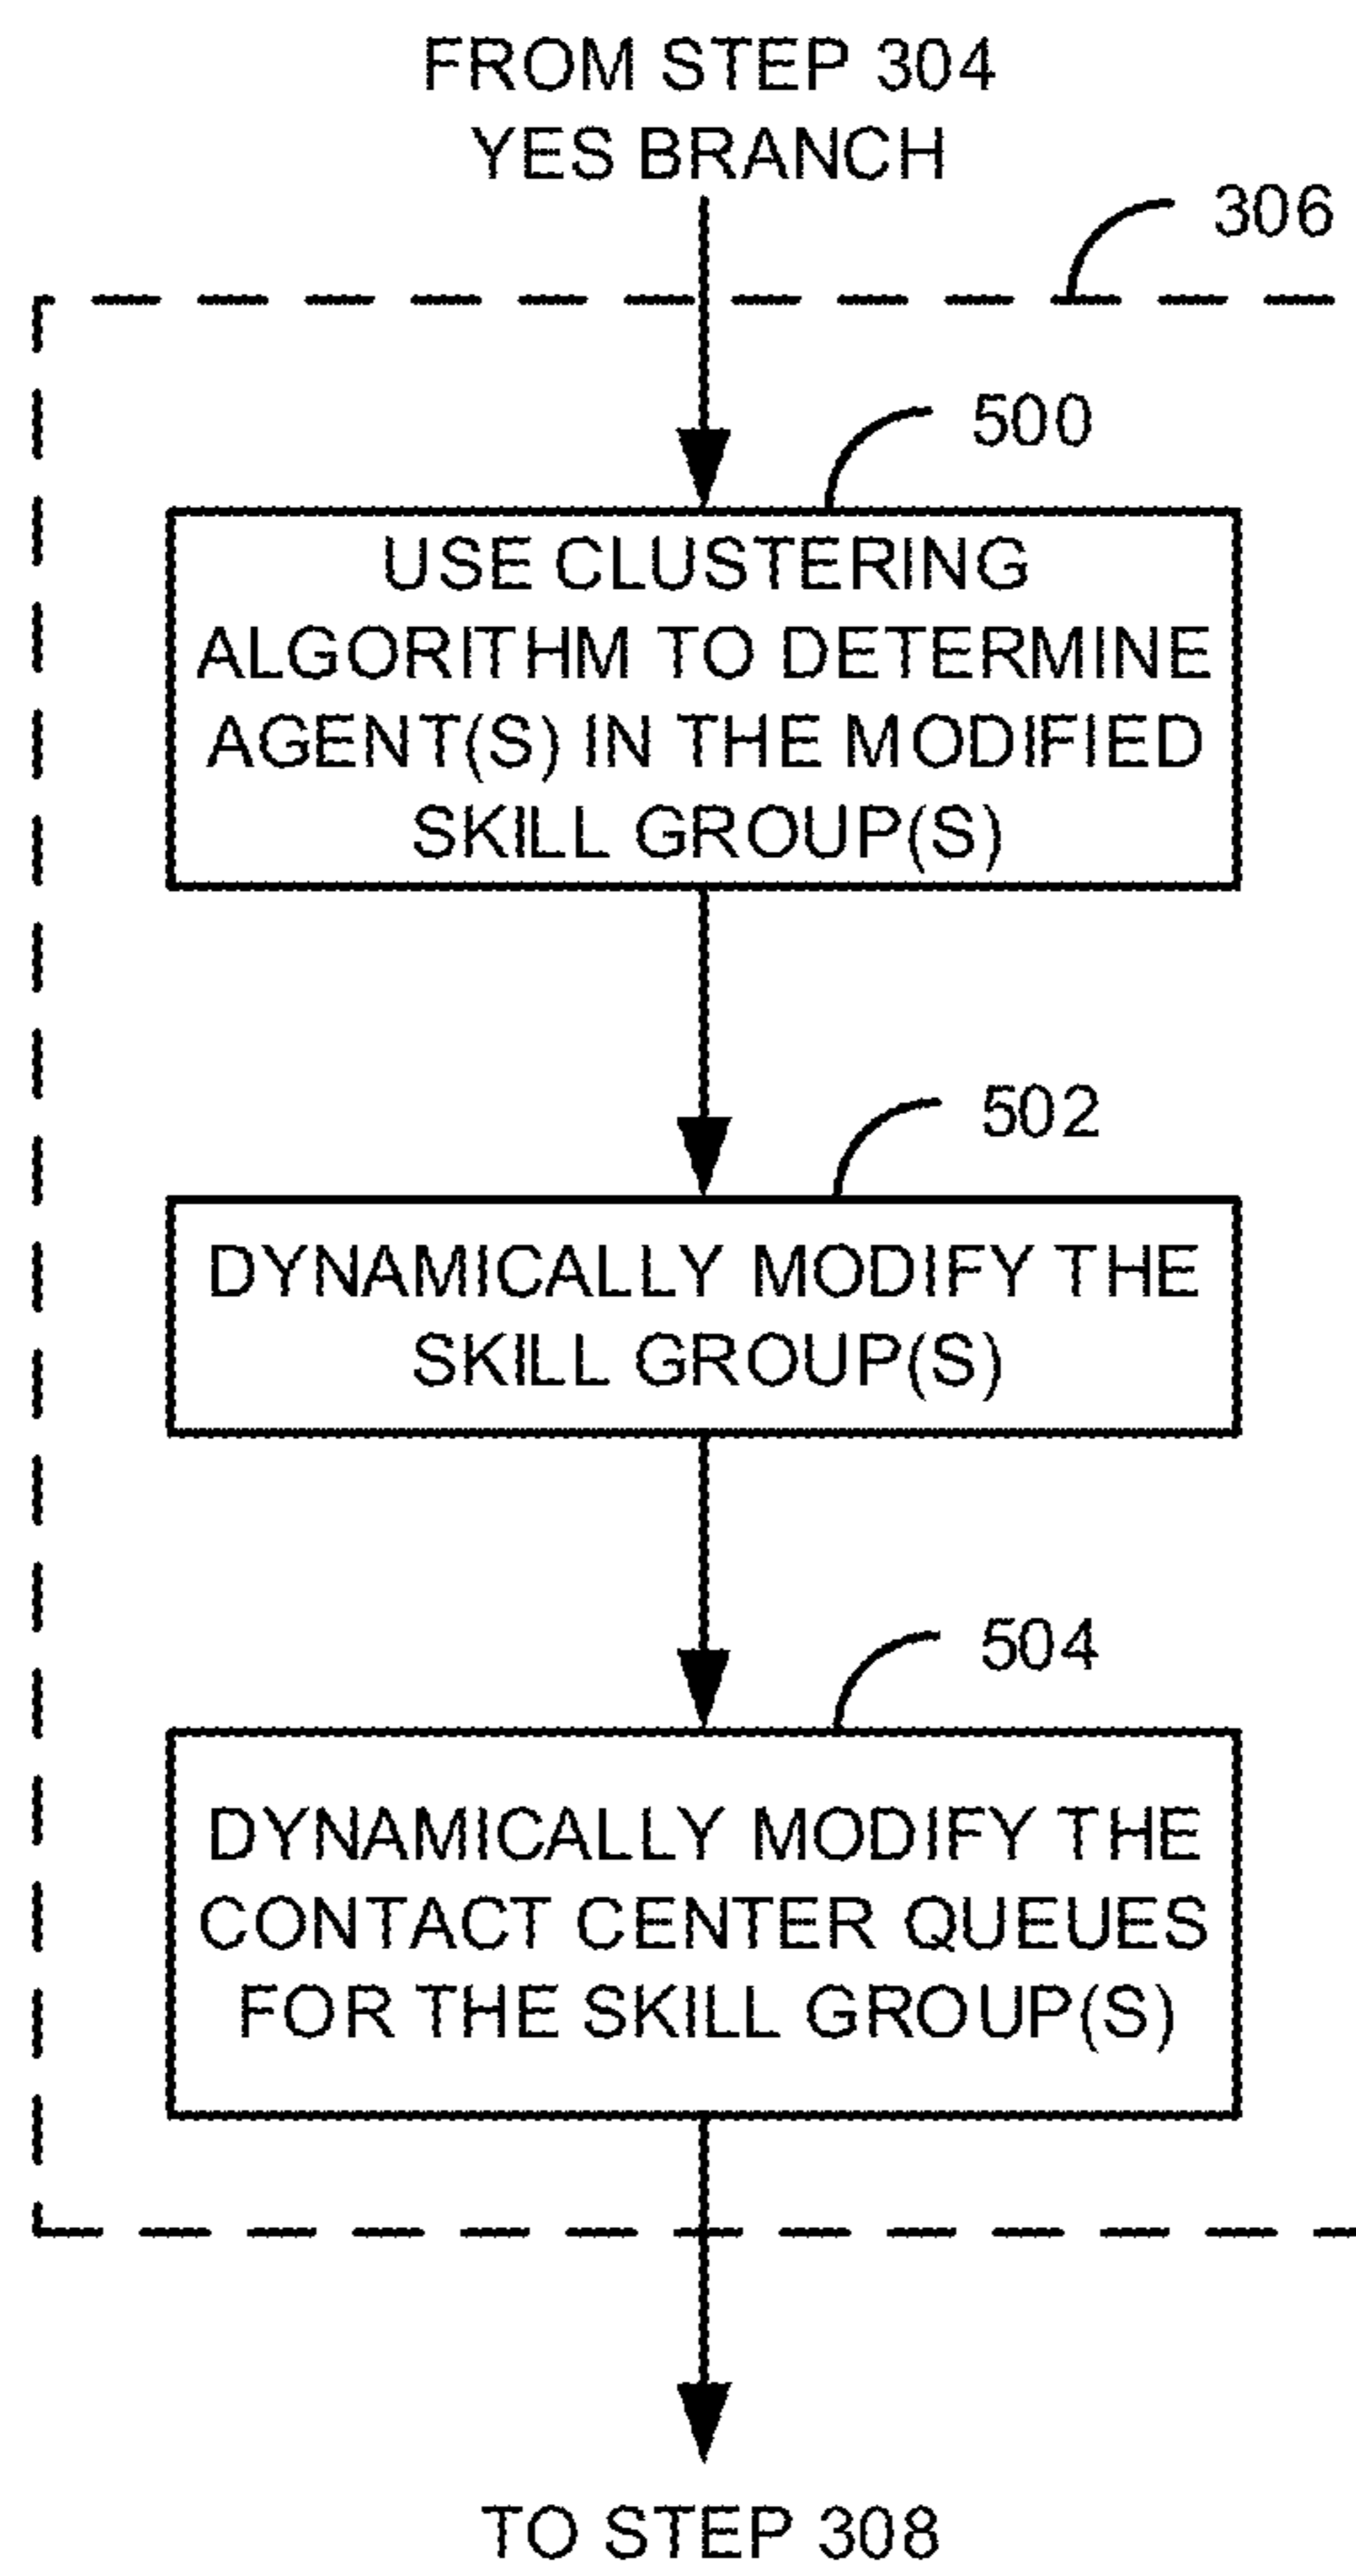 FROM STEP 304
YES BRANCH
306
500
USE CLUSTERING
ALGORITHM TO DETERMINE
AGENT(S) IN THE MODIFIED
SKILL GROUP(S)
502
DYNAMICALLY MODIFY THE
SKILL GROUP(S)
504
DYNAMICALLY MODIFY THE
CONTACT CENTER QUEUES
FOR THE SKILL GROUP(S)
TO STEP 308